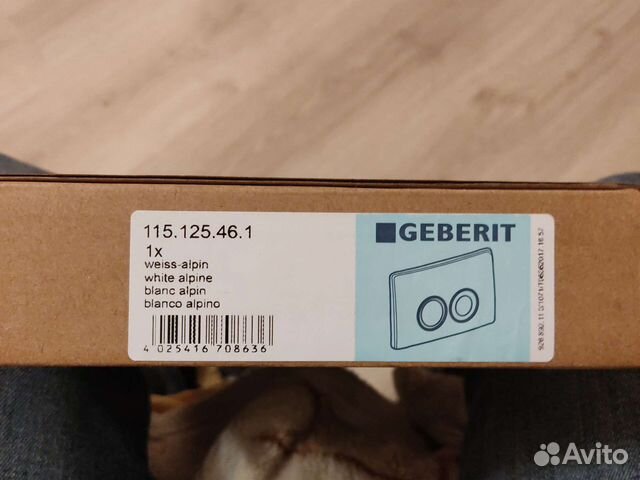 115.125.46.1
1x
weiss-alpin
white alpine
blanc alpin
blanco alpino
4 025416 708636
GEBERIT
Avito